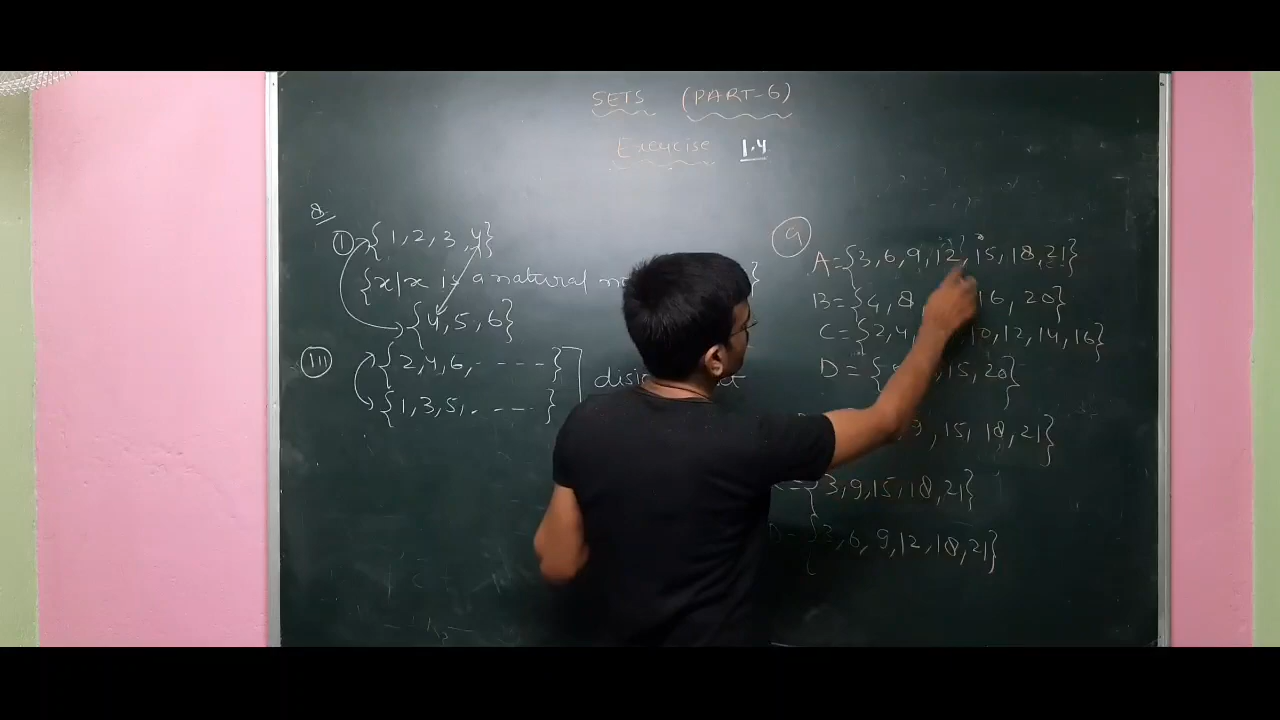 SETS (PART-6)
Exercise 1.4
8.
(I) {1,2,3,4}
{x|x is a natural }
{4,5,6}
(III) {2,4,6,-----}
{1,3,5,.----}
9
A={3,6,9,12,15,18,21}
B={4,8 16,20}
C={2,4, 10,12,14,16}
D={ 15,20}
9,15,18,21}
={3,9,15,18,21}
={3,6,9,12,18,21}